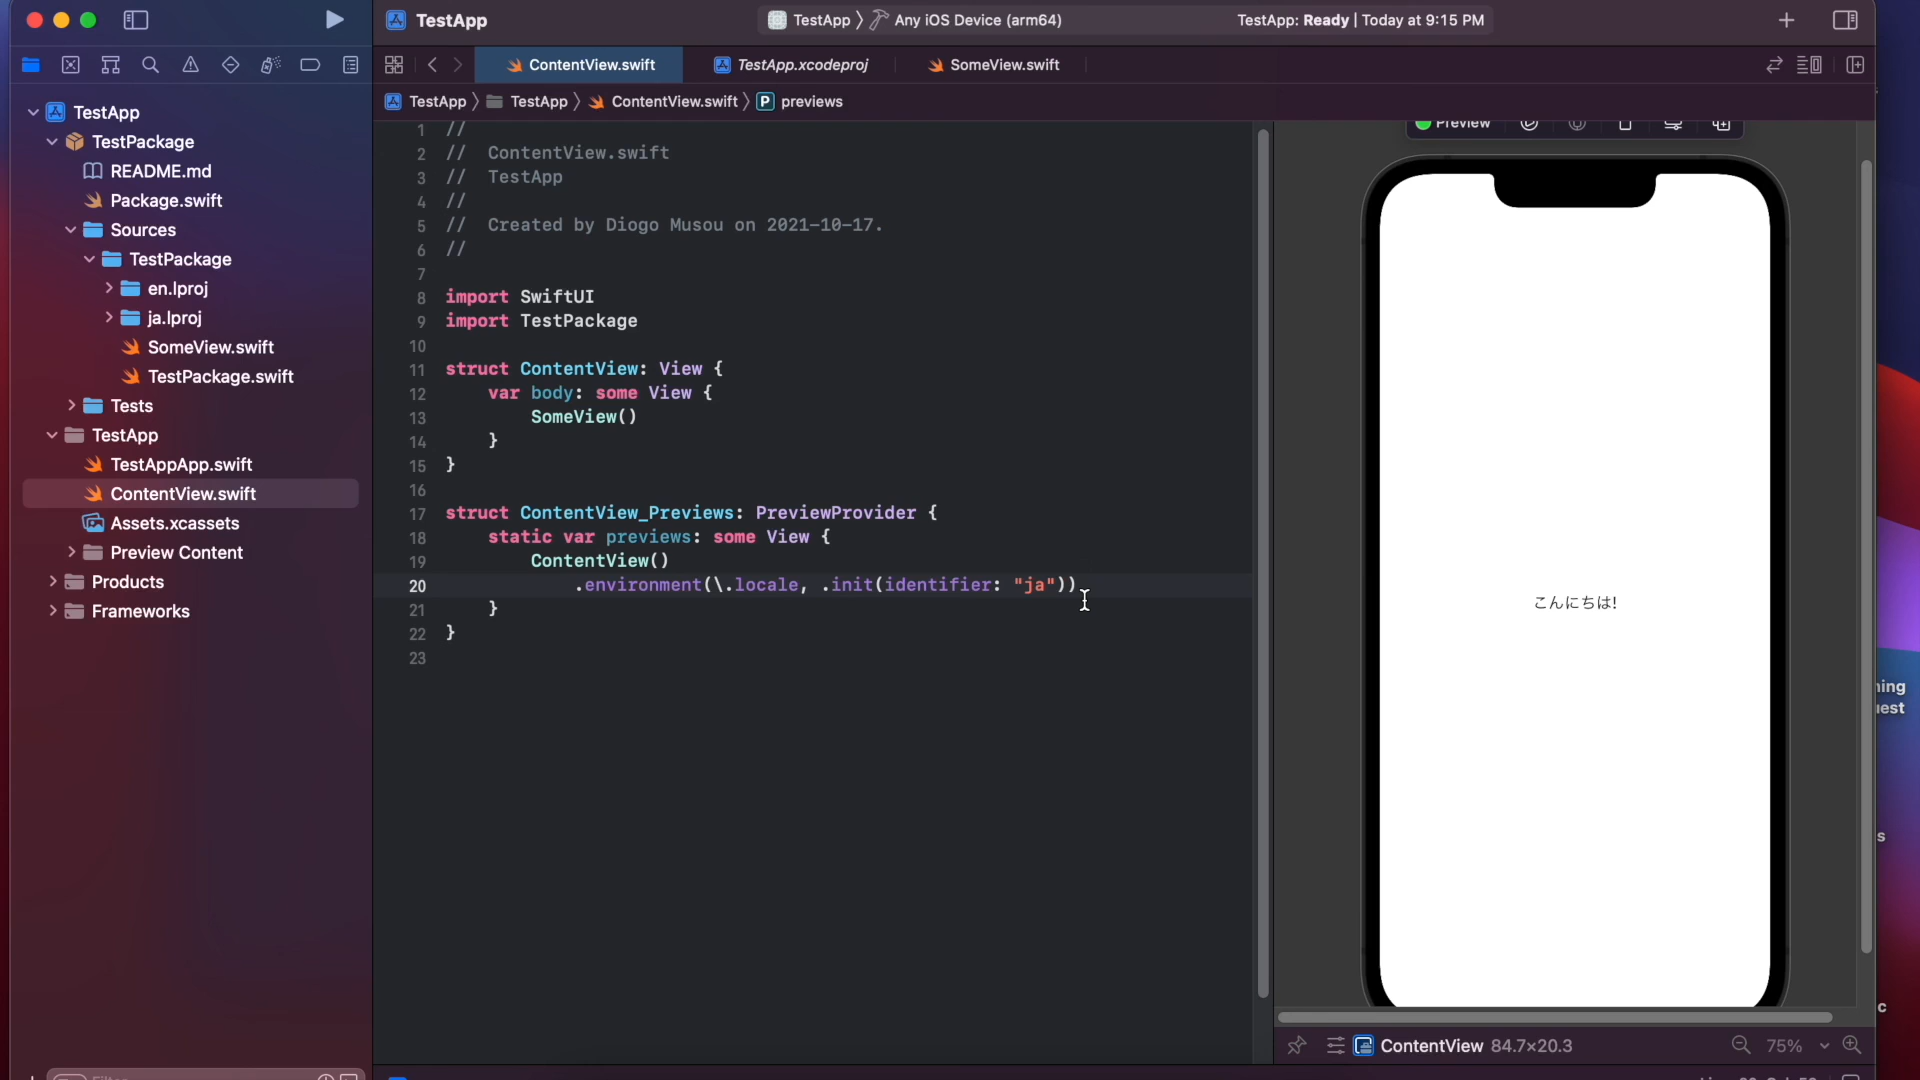 TestApp
TestApp 〉 Any iOS Device (arm64)
TestApp: Ready | Today at 9:15 PM
ContentView.swift
TestApp.xcodeproj
SomeView.swift
TestApp 〉 TestApp 〉 ContentView.swift 〉 P previews
TestApp
TestPackage
README.md
Package.swift
Sources
TestPackage
en.lproj
ja.lproj
SomeView.swift
TestPackage.swift
Tests
TestApp
TestAppApp.swift
ContentView.swift
Assets.xcassets
Preview Content
Products
Frameworks
1 //
2 // ContentView.swift
3 // TestApp
4 //
5 // Created by Diogo Musou on 2021-10-17.
6 //
7
8 import SwiftUI
9 import TestPackage
10
11 struct ContentView: View {
12 var body: some View {
13 SomeView()
14 }
15 }
16
17 struct ContentView_Previews: PreviewProvider {
18 static var previews: some View {
19 ContentView()
20 .environment(\.locale, .init(identifier: "ja"))
21 }
22 }
23
Preview
こんにちは!
ContentView 84.7×20.3
75%